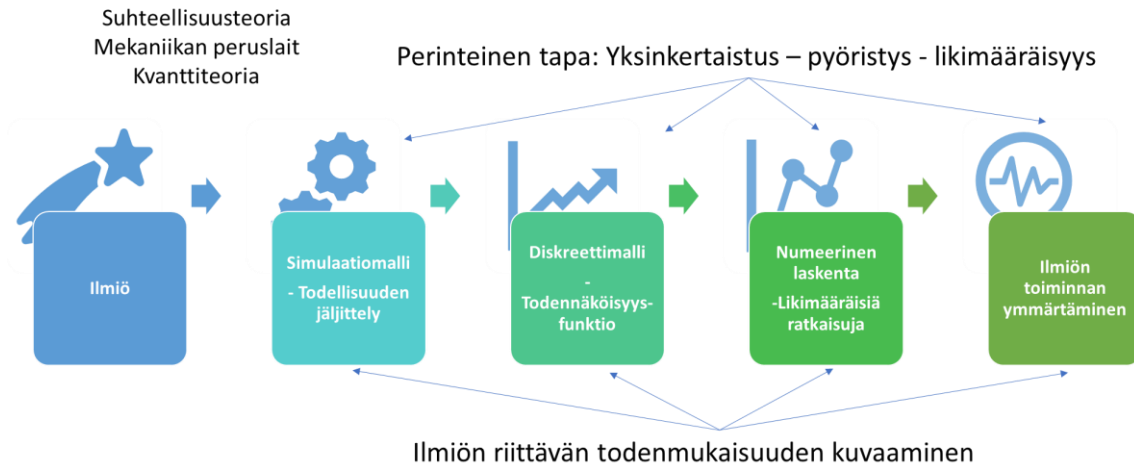 Suhteellisuusteoria
Mekaniikan peruslait
Kvanttiteoria
Perinteinen tapa: Yksinkertaistus – pyöristys - likimääräisyys
Ilmiö
Simulaatiomalli
- Todellisuuden
jäljittely
Diskreettimalli
-
Todennäköisyys-
funktio
Numeerinen
laskenta
-Likimääräisiä
ratkaisuja
Ilmiön
toiminnan
ymmärtäminen
Ilmiön riittävän todenmukaisuuden kuvaaminen